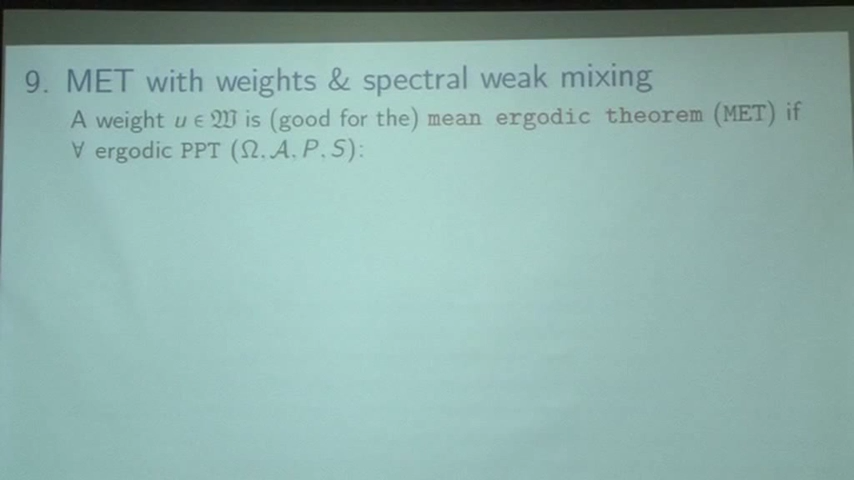 9. MET with weights & spectral weak mixing
A weight u ∈ 𝔚 is (good for the) mean ergodic theorem (MET) if
∀ ergodic PPT (Ω, A, P, S):